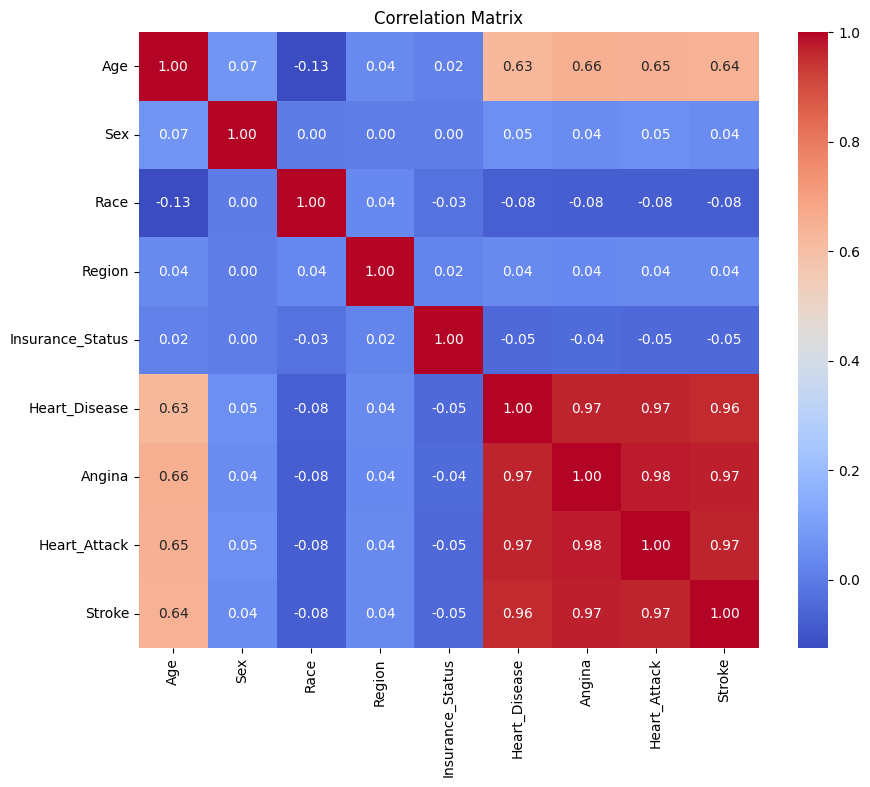 Correlation Matrix
Age 1.00 0.07 -0.13 0.04 0.02 0.63 0.66 0.65 0.64
Sex 0.07 1.00 0.00 0.00 0.00 0.05 0.04 0.05 0.04
Race -0.13 0.00 1.00 0.04 -0.03 -0.08 -0.08 -0.08 -0.08
Region 0.04 0.00 0.04 1.00 0.02 0.04 0.04 0.04 0.04
Insurance_Status 0.02 0.00 -0.03 0.02 1.00 -0.05 -0.04 -0.05 -0.05
Heart_Disease 0.63 0.05 -0.08 0.04 -0.05 1.00 0.97 0.97 0.96
Angina 0.66 0.04 -0.08 0.04 -0.04 0.97 1.00 0.98 0.97
Heart_Attack 0.65 0.05 -0.08 0.04 -0.05 0.97 0.98 1.00 0.97
Stroke 0.64 0.04 -0.08 0.04 -0.05 0.96 0.97 0.97 1.00
Age Sex Race Region Insurance_Status Heart_Disease Angina Heart_Attack Stroke
1.0
0.8
0.6
0.4
0.2
0.0